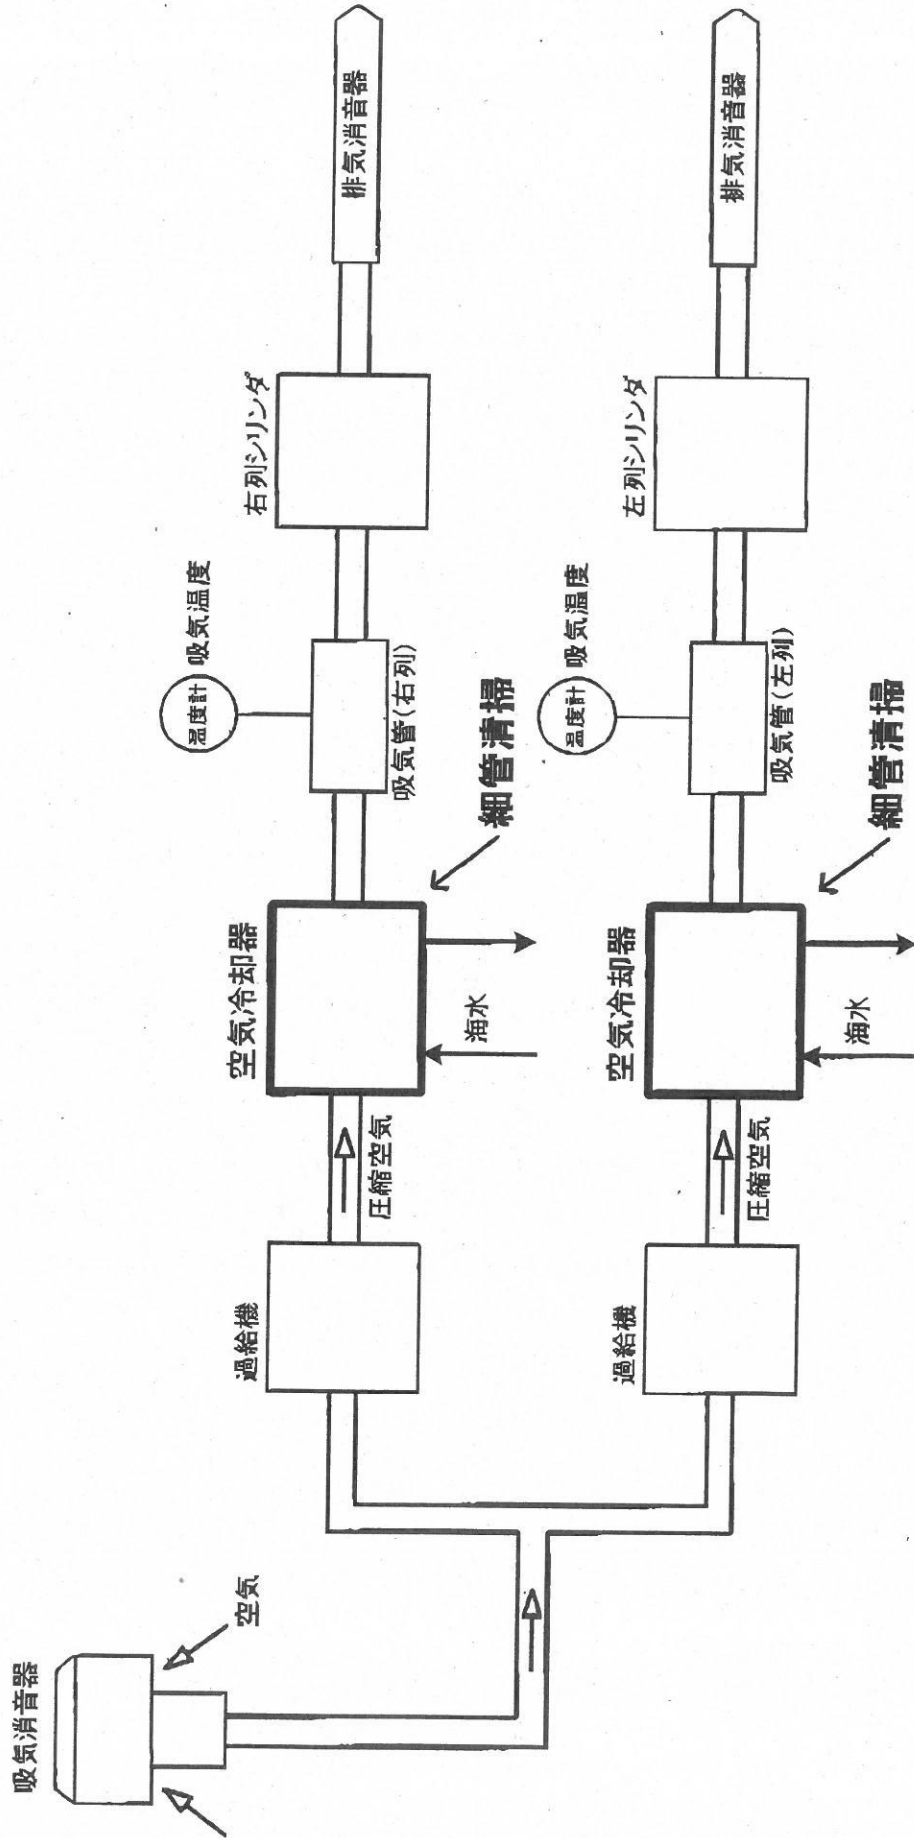 吸気消音器
空気
過給機
圧縮空気
空気冷却器
海水
細管清掃
温度計
吸気温度
吸気管(右列)
右列シリンダ
排気消音器
過給機
圧縮空気
空気冷却器
海水
細管清掃
温度計
吸気温度
吸気管(左列)
左列シリンダ
排気消音器